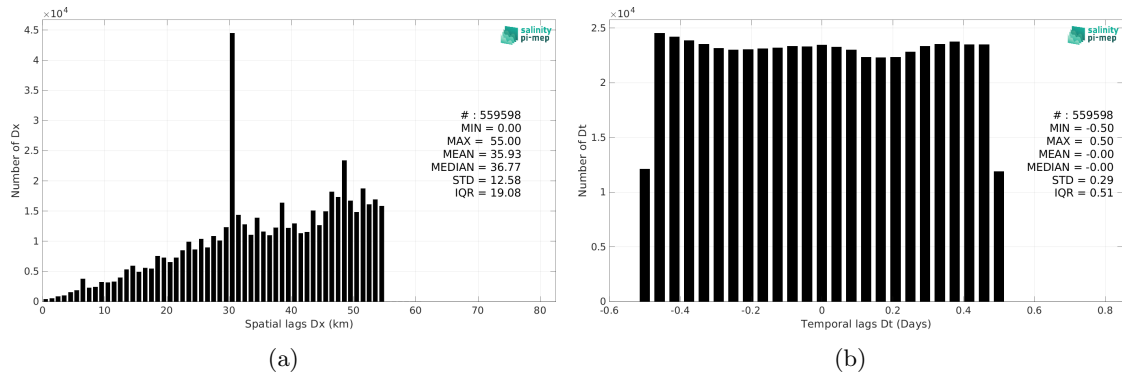 ×10⁴
4.5
4
3.5
3
2.5
2
1.5
1
0.5
0
0 10 20 30 40 50 60 70 80
Number of Dx
Spatial lags Dx (km)
salinity
pi-mep
# : 559598
MIN = 0.00
MAX = 55.00
MEAN = 35.93
MEDIAN = 36.77
STD = 12.58
IQR = 19.08
(a)
×10⁴
2.5
2
1.5
1
0.5
0
-0.6 -0.4 -0.2 0 0.2 0.4 0.6 0.8
Number of Dt
Temporal lags Dt (Days)
salinity
pi-mep
# : 559598
MIN = -0.50
MAX = 0.50
MEAN = -0.00
MEDIAN = -0.00
STD = 0.29
IQR = 0.51
(b)